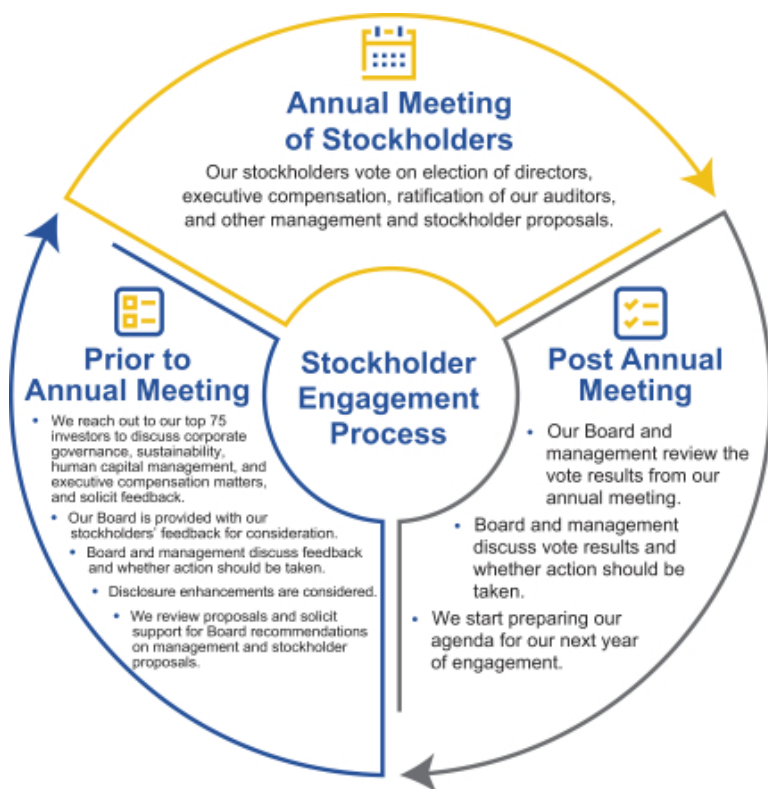 Annual Meeting
of Stockholders
Our stockholders vote on election of directors,
executive compensation, ratification of our auditors,
and other management and stockholder proposals.
Stockholder
Engagement
Process
Prior to
Annual Meeting
• We reach out to our top 75
investors to discuss corporate
governance, sustainability,
human capital management, and
executive compensation matters,
and solicit feedback.
• Our Board is provided with our
stockholders' feedback for consideration.
• Board and management discuss feedback
and whether action should be taken.
• Disclosure enhancements are considered.
• We review proposals and solicit
support for Board recommendations
on management and stockholder
proposals.
Post Annual
Meeting
• Our Board and
management review the
vote results from our
annual meeting.
• Board and management
discuss vote results and
whether action should be
taken.
• We start preparing our
agenda for our next year
of engagement.